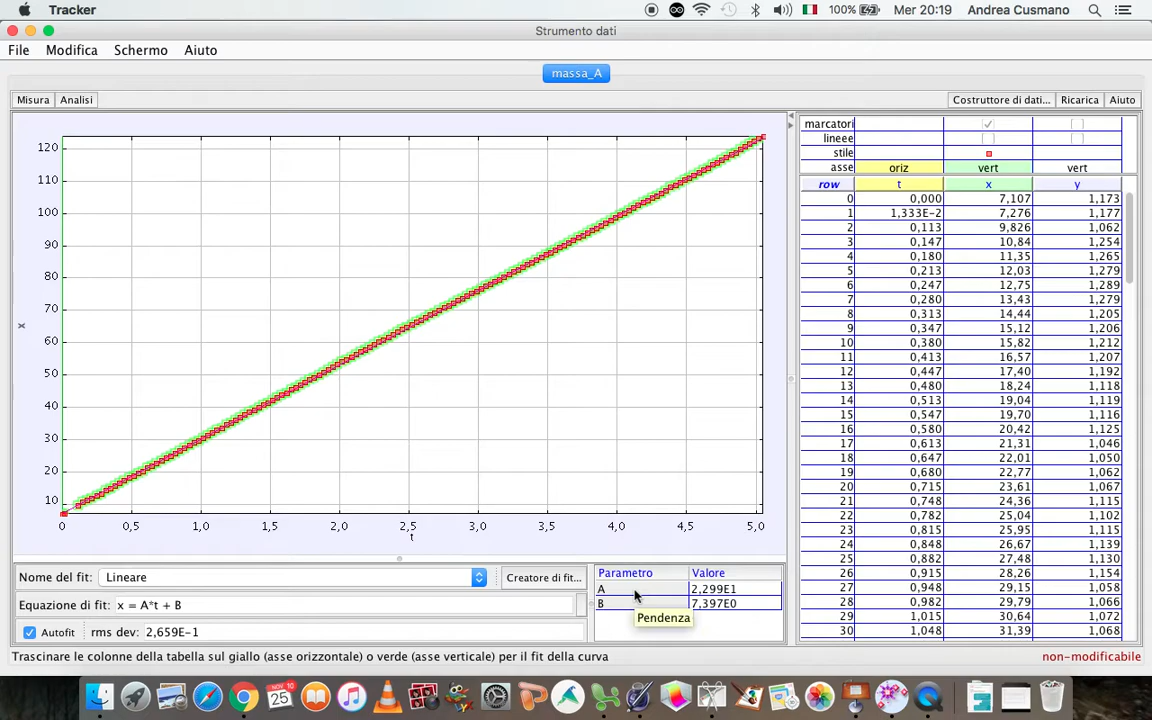 Tracker 100% Mer 20:19 Andrea Cusmano
Strumento dati
File Modifica Schermo Aiuto
massa_A
Misura Analisi Costruttore di dati... Ricarica Aiuto
marcatori
lineee
stile
asse oriz vert vert
row t x y
0 0,000 7,107 1,173
1 1,333E-2 7,276 1,177
2 0,113 9,826 1,062
3 0,147 10,84 1,254
4 0,180 11,35 1,265
5 0,213 12,03 1,279
6 0,247 12,75 1,289
7 0,280 13,43 1,279
8 0,313 14,44 1,205
9 0,347 15,12 1,206
10 0,380 15,82 1,212
11 0,413 16,57 1,207
12 0,447 17,40 1,192
13 0,480 18,24 1,118
14 0,513 19,04 1,119
15 0,547 19,70 1,116
16 0,580 20,42 1,125
17 0,613 21,31 1,046
18 0,647 22,01 1,050
19 0,680 22,77 1,062
20 0,715 23,61 1,067
21 0,748 24,36 1,115
22 0,782 25,04 1,102
23 0,815 25,95 1,115
24 0,848 26,67 1,139
25 0,882 27,48 1,130
26 0,915 28,26 1,154
27 0,948 29,15 1,058
28 0,982 29,79 1,066
29 1,015 30,64 1,072
30 1,048 31,39 1,068
120
110
100
90
80
70
60
50
40
30
20
10
x
0 0,5 1,0 1,5 2,0 2,5 3,0 3,5 4,0 4,5 5,0
t
Nome del fit: Lineare Creatore di fit...
Equazione di fit: x = A*t + B
Autofit rms dev: 2,659E-1
Parametro Valore
A 2,299E1
B 7,397E0
Pendenza
Trascinare le colonne della tabella sul giallo (asse orizzontale) o verde (asse verticale) per il fit della curva non-modificabile
NOV 25